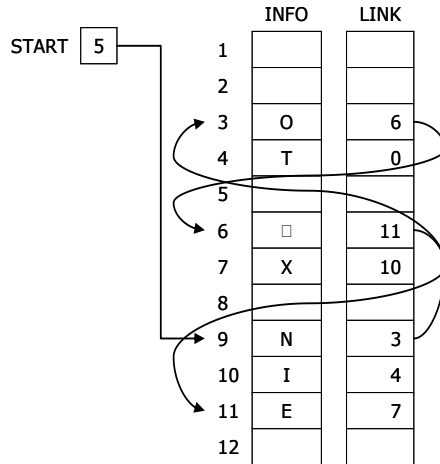 INFO LINK
START 5
1
2
3 O 6
4 T 0
5
6 □ 11
7 X 10
8
9 N 3
10 I 4
11 E 7
12